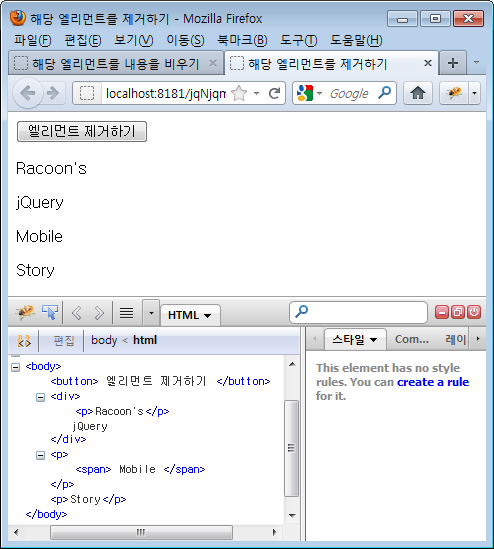 해당 엘리먼트를 제거하기 - Mozilla Firefox
파일(F) 편집(E) 보기(V) 이동(S) 북마크(B) 도구(T) 도움말(H)
해당 엘리먼트를 내용을 비우기 해당 엘리먼트를 제거하기
localhost:8181/jqNjqm Google
엘리먼트 제거하기
Racoon's
jQuery
Mobile
Story
HTML
편집 body < html
스타일 Com... 레이
<body>
<button> 엘리먼트 제거하기 </button>
<div>
<p>Racoon's</p>
jQuery
</div>
<p>
<span> Mobile </span>
</p>
<p>Story</p>
</body>
This element has no style
rules. You can create a rule
for it.